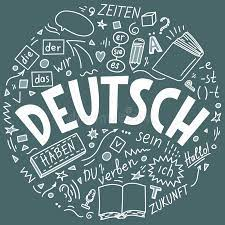 ZEITEN
die
der
er
sie
es
Ä
das
WIR
-e
-st
-(e)t
DEUTSCH
HABEN
sein
Hallo!
DU
verben
ich
ZUKUNFT